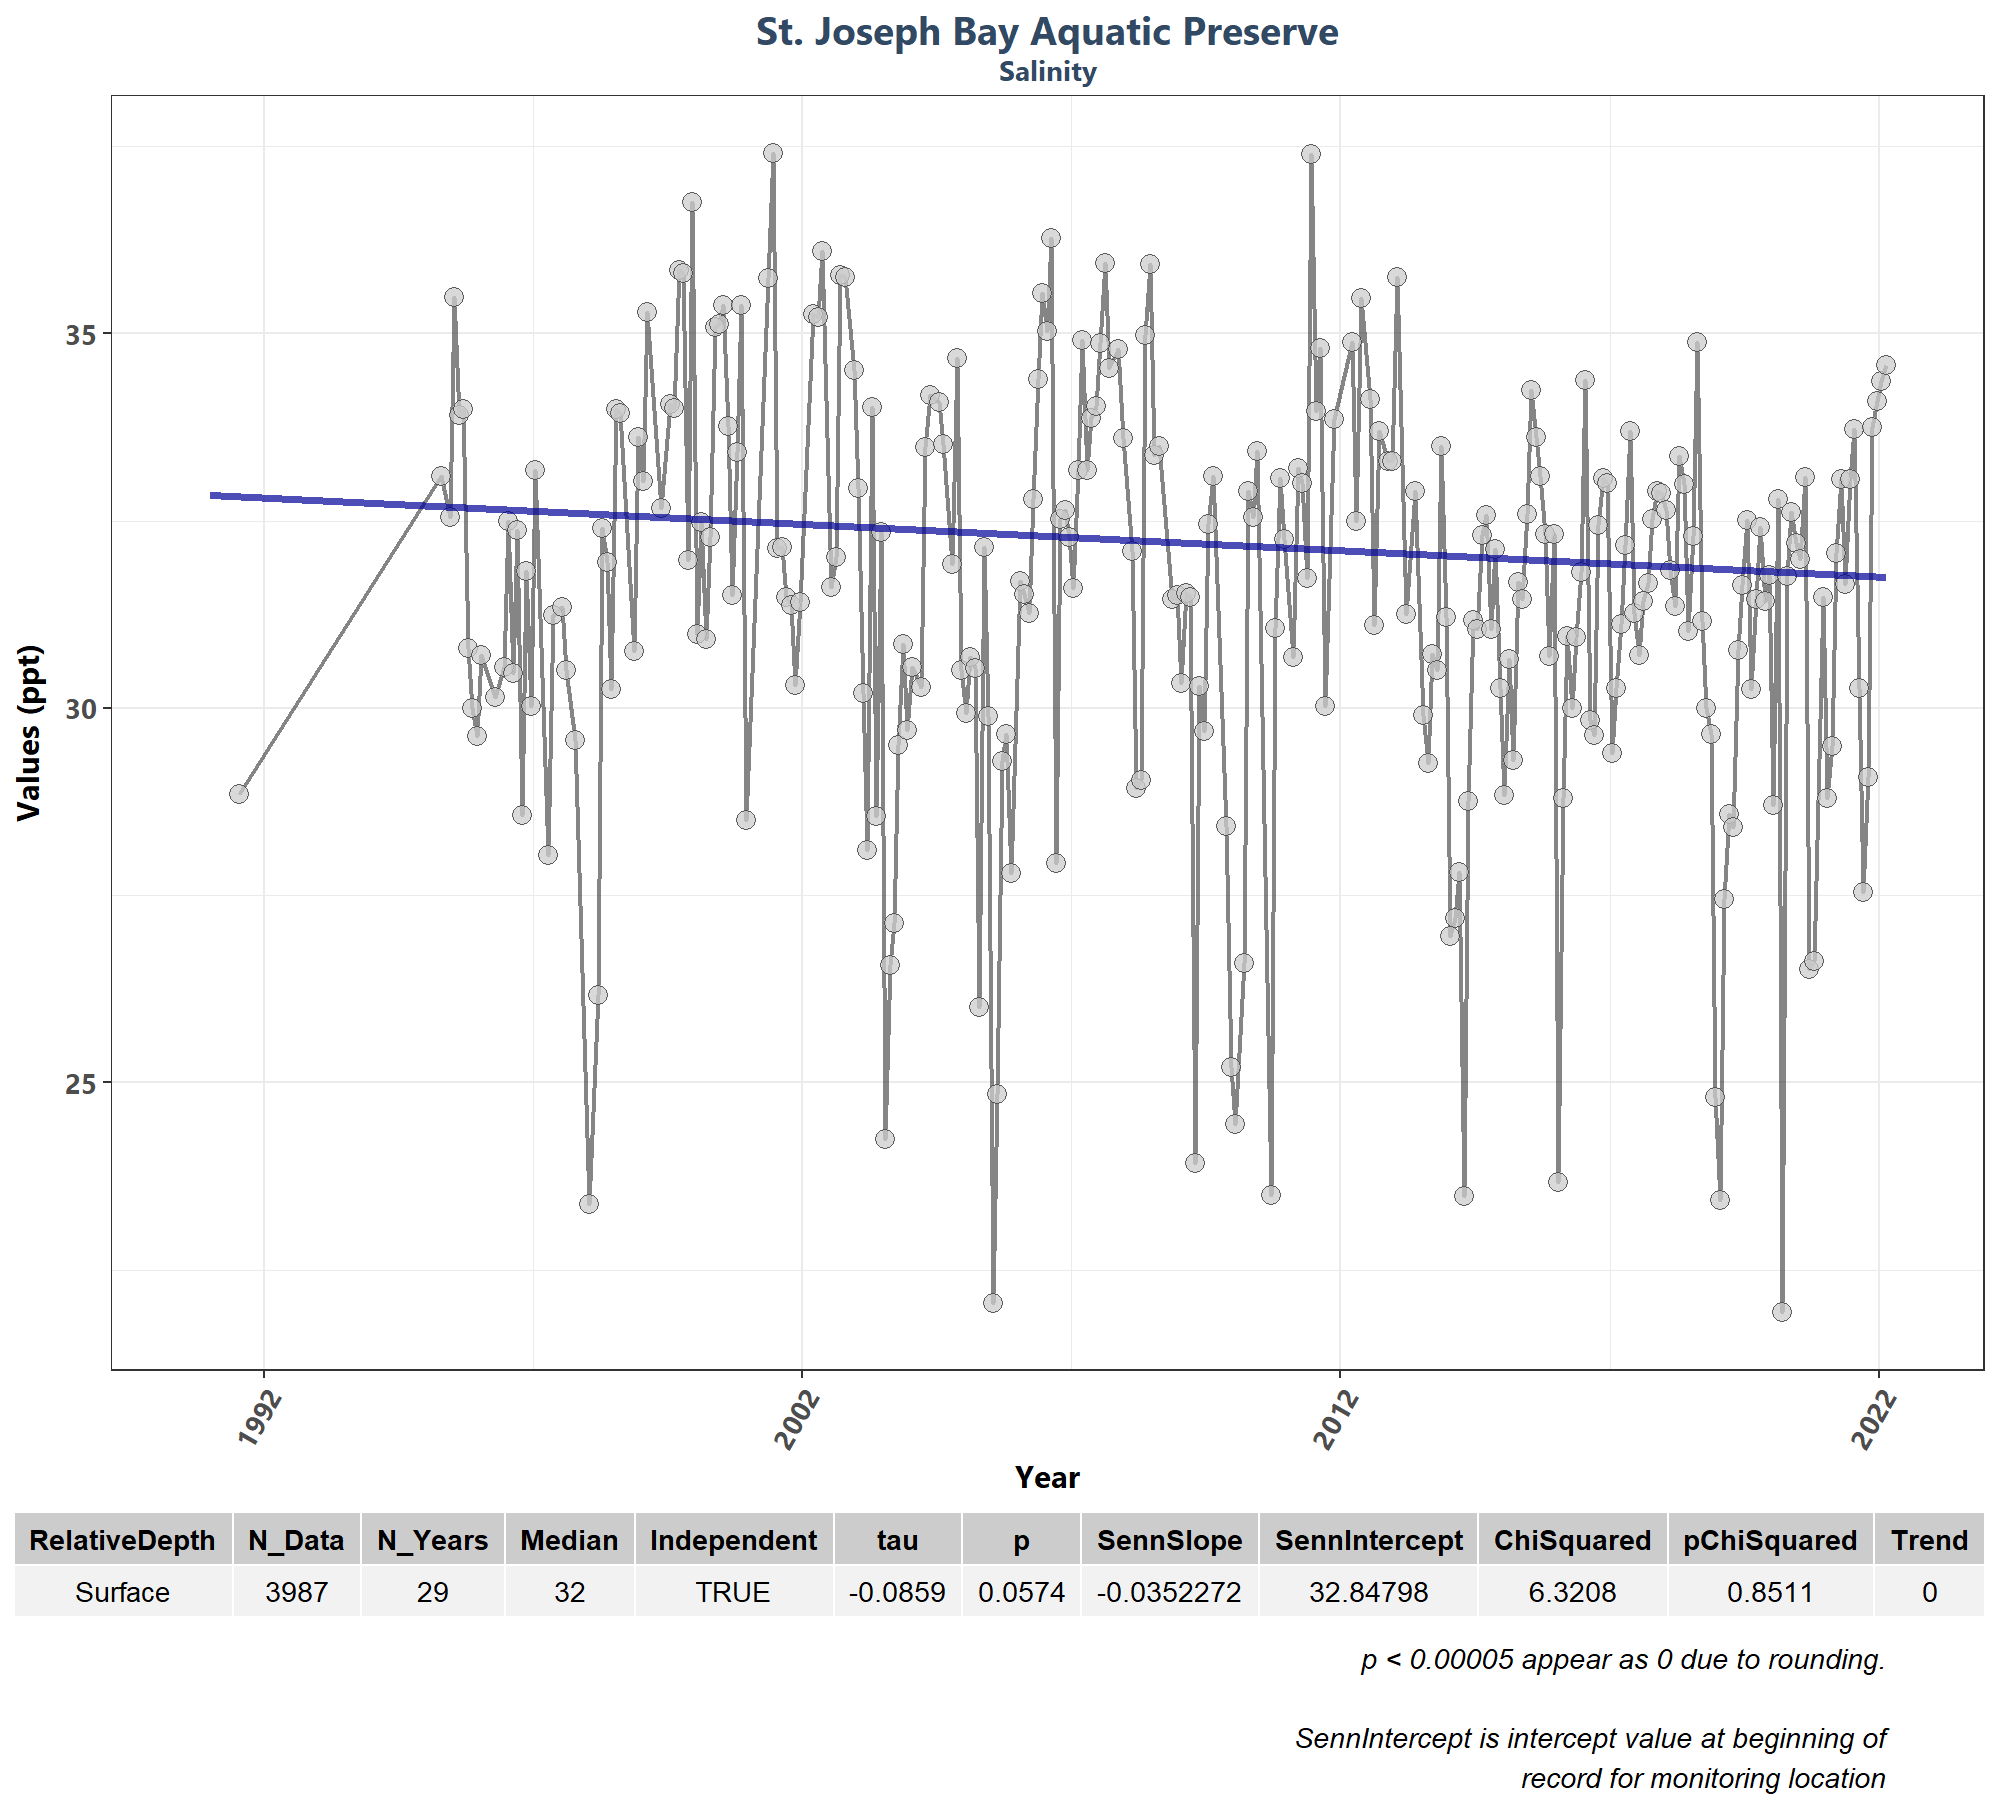 St. Joseph Bay Aquatic Preserve
Salinity
Values (ppt)
35
30
25
1992
2002
2012
2022
Year
RelativeDepth N_Data N_Years Median Independent tau p SennSlope SennIntercept ChiSquared pChiSquared Trend
Surface 3987 29 32 TRUE -0.0859 0.0574 -0.0352272 32.84798 6.3208 0.8511 0
p < 0.00005 appear as 0 due to rounding.
SennIntercept is intercept value at beginning of
record for monitoring location